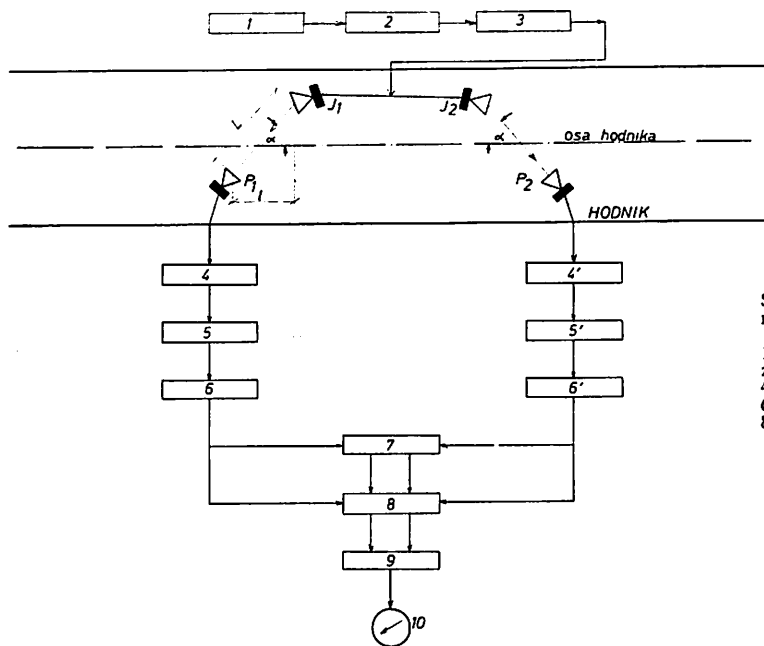 1 2 3
J1 J2
L
α α osa hodnika
P1 P2
l
HODNIK
4 4'
5 5'
6 6'
7
8
9
10